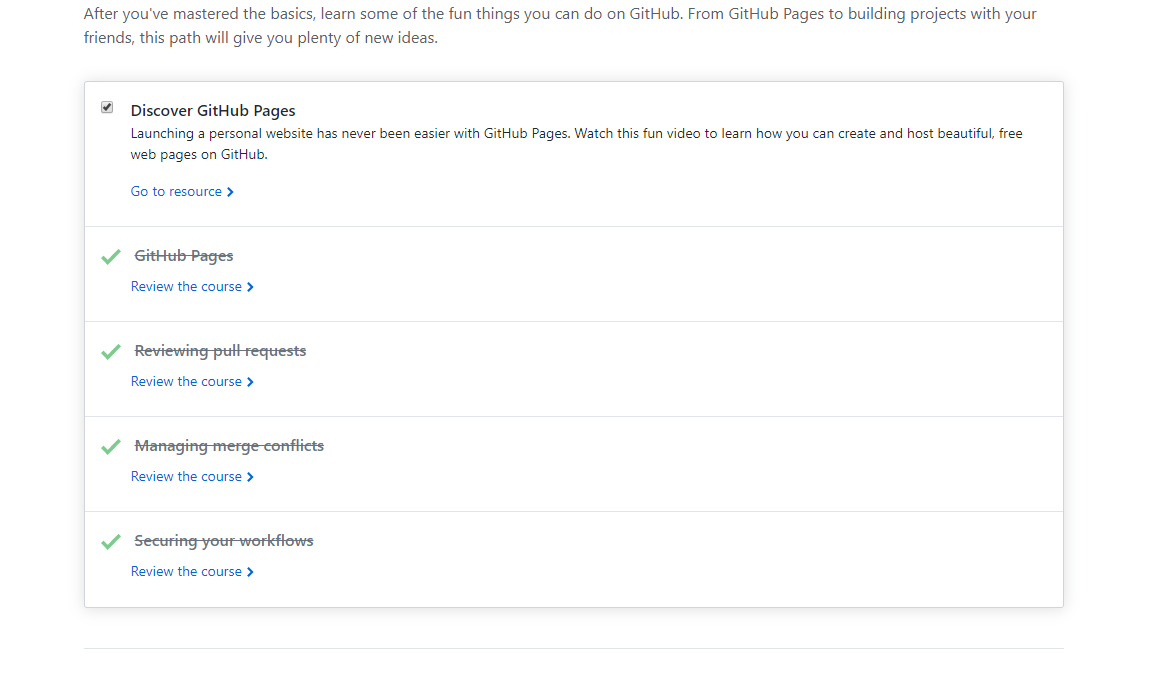 After you've mastered the basics, learn some of the fun things you can do on GitHub. From GitHub Pages to building projects with your
friends, this path will give you plenty of new ideas.
Discover GitHub Pages
Launching a personal website has never been easier with GitHub Pages. Watch this fun video to learn how you can create and host beautiful, free
web pages on GitHub.
Go to resource
GitHub Pages
Review the course
Reviewing pull requests
Review the course
Managing merge conflicts
Review the course
Securing your workflows
Review the course